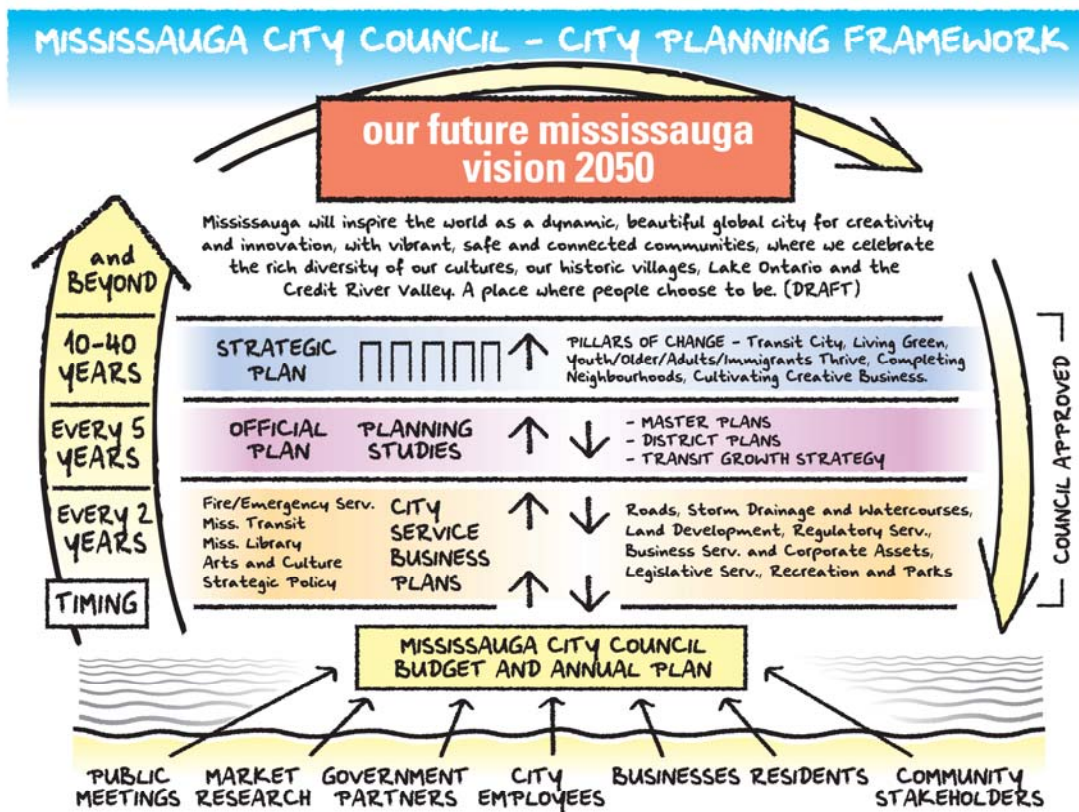 MISSISSAUGA CITY COUNCIL – CITY PLANNING FRAMEWORK
our future mississauga
vision 2050
Mississauga will inspire the world as a dynamic, beautiful global city for creativity
and innovation, with vibrant, safe and connected communities, where we celebrate
the rich diversity of our cultures, our historic villages, Lake Ontario and the
Credit River Valley. A place where people choose to be. (DRAFT)
and
BEYOND
10-40
YEARS
STRATEGIC
PLAN
PILLARS OF CHANGE – Transit City, Living Green,
Youth/Older/Adults/Immigrants Thrive, Completing
Neighbourhoods, Cultivating Creative Business.
EVERY 5
YEARS
OFFICIAL
PLAN
PLANNING
STUDIES
- MASTER PLANS
- DISTRICT PLANS
- TRANSIT GROWTH STRATEGY
EVERY 2
YEARS
Fire/Emergency Serv.
Miss. Transit
Miss. Library
Arts and Culture
Strategic Policy
CITY
SERVICE
BUSINESS
PLANS
Roads, Storm Drainage and Watercourses,
Land Development, Regulatory Serv.,
Business Serv. and Corporate Assets,
Legislative Serv., Recreation and Parks
COUNCIL APPROVED
TIMING
MISSISSAUGA CITY COUNCIL
BUDGET AND ANNUAL PLAN
PUBLIC
MEETINGS
MARKET
RESEARCH
GOVERNMENT
PARTNERS
CITY
EMPLOYEES
BUSINESSES
RESIDENTS
COMMUNITY
STAKEHOLDERS